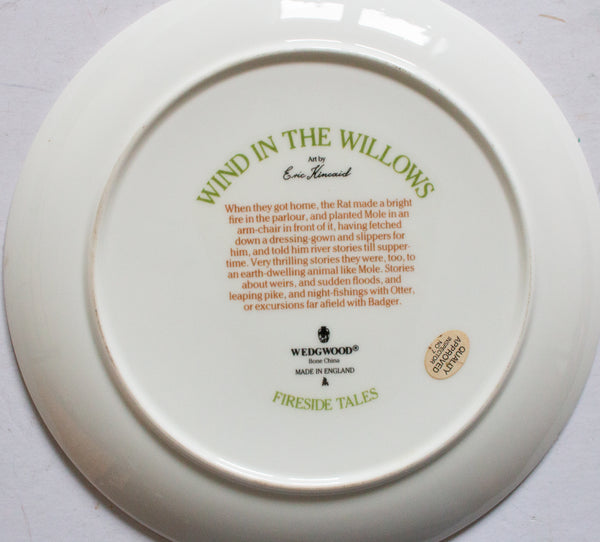 WIND IN THE WILLOWS
Art by
Eric Kincaid
When they got home, the Rat made a bright
fire in the parlour, and planted Mole in an
arm-chair in front of it, having fetched
down a dressing-gown and slippers for
him, and told him river stories till supper-
time. Very thrilling stories they were, too, to
an earth-dwelling animal like Mole. Stories
about weirs, and sudden floods, and
leaping pike, and night-fishings with Otter,
or excursions far afield with Badger.
WEDGWOOD®
Bone China
MADE IN ENGLAND
FIRESIDE TALES
QUALITY
APPROVED
INSPECTOR